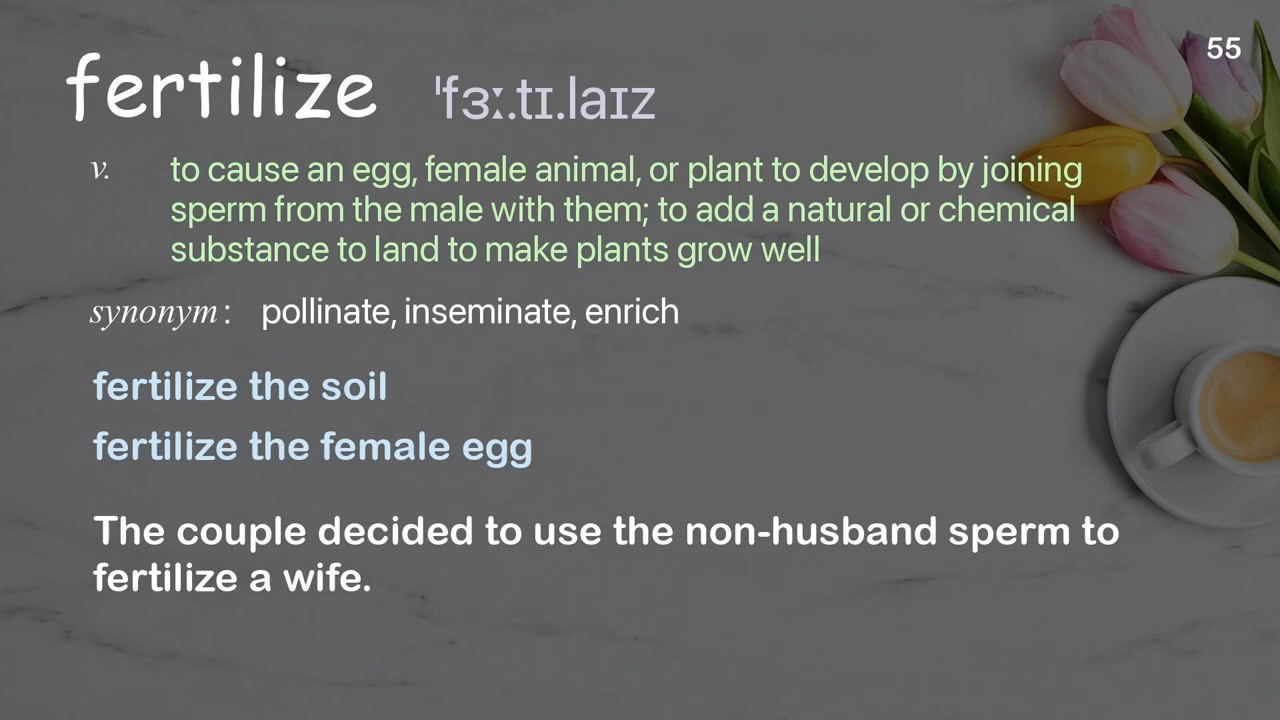 55
fertilize ˈfɜː.tɪ.laɪz
v. to cause an egg, female animal, or plant to develop by joining
sperm from the male with them; to add a natural or chemical
substance to land to make plants grow well
synonym : pollinate, inseminate, enrich
fertilize the soil
fertilize the female egg
The couple decided to use the non-husband sperm to
fertilize a wife.